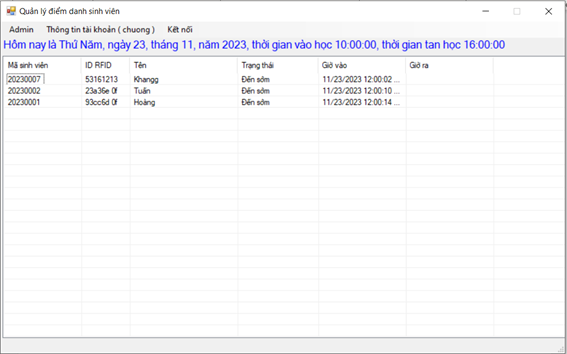 Quản lý điểm danh sinh viên
Admin Thông tin tài khoản ( chuong ) Kết nối
Hôm nay là Thứ Năm, ngày 23, tháng 11, năm 2023, thời gian vào học 10:00:00, thời gian tan học 16:00:00
Mã sinh viên ID RFID Tên Trạng thái Giờ vào Giờ ra
20230007 53161213 Khangg Đến sớm 11/23/2023 12:00:02 ...
20230002 23a36e 0f Tuấn Đến sớm 11/23/2023 12:00:10 ...
20230001 93cc6d 0f Hoàng Đến sớm 11/23/2023 12:00:14 ...